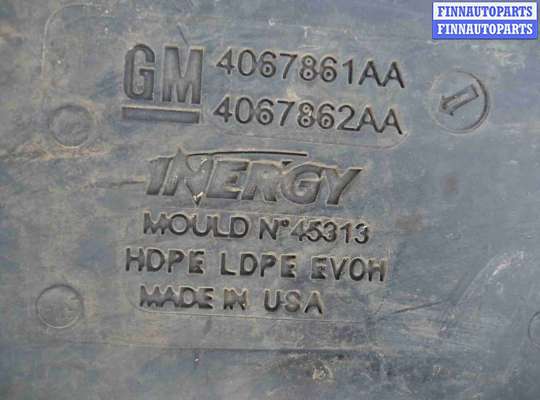 FINNAUTOPARTS
FINNAUTOPARTS
GM 4067861AA
4067862AA
INERGY
MOULD N° 45313
HDPE LDPE EVOH
MADE IN USA